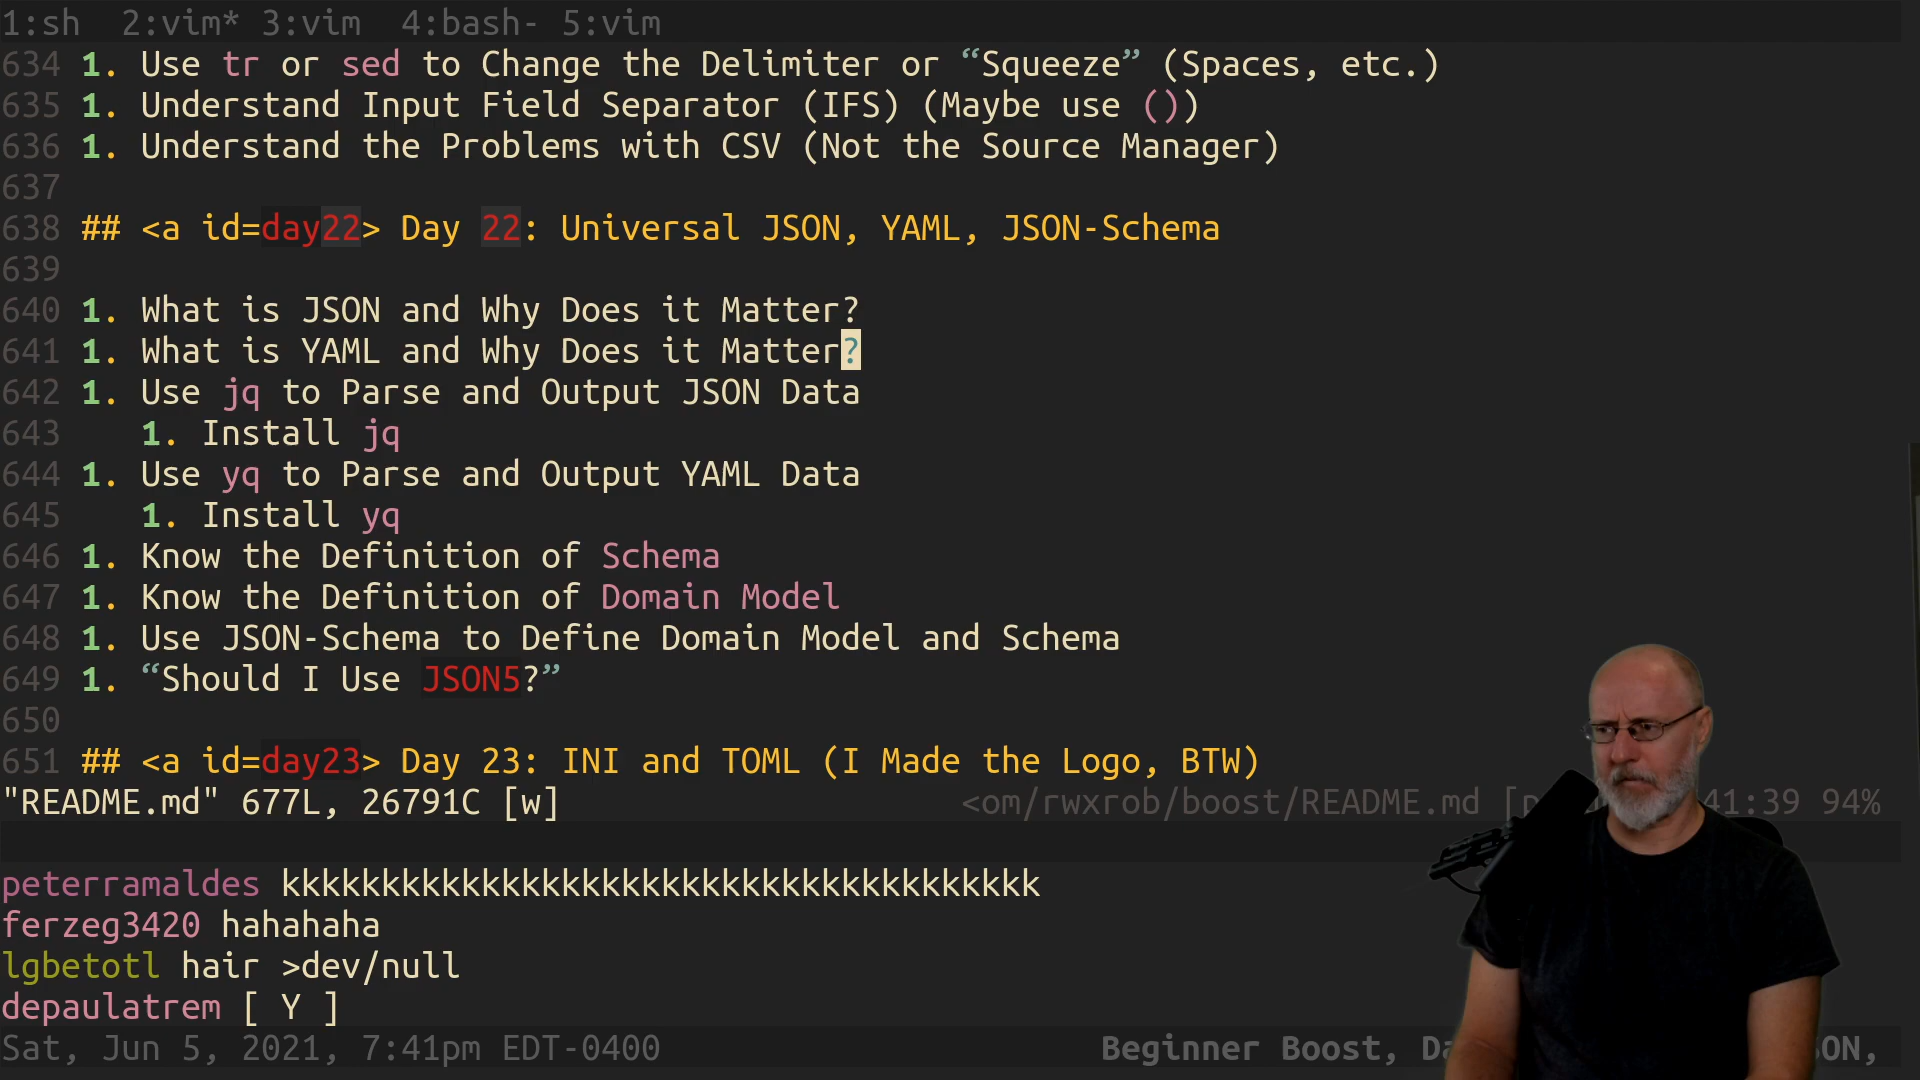 1:sh 2:vim* 3:vim 4:bash- 5:vim
634 1. Use tr or sed to Change the Delimiter or “Squeeze” (Spaces, etc.)
635 1. Understand Input Field Separator (IFS) (Maybe use ())
636 1. Understand the Problems with CSV (Not the Source Manager)
637
638 ## <a id=day22> Day 22: Universal JSON, YAML, JSON-Schema
639
640 1. What is JSON and Why Does it Matter?
641 1. What is YAML and Why Does it Matter?
642 1. Use jq to Parse and Output JSON Data
643 1. Install jq
644 1. Use yq to Parse and Output YAML Data
645 1. Install yq
646 1. Know the Definition of Schema
647 1. Know the Definition of Domain Model
648 1. Use JSON-Schema to Define Domain Model and Schema
649 1. “Should I Use JSON5?”
650
651 ## <a id=day23> Day 23: INI and TOML (I Made the Logo, BTW)
"README.md" 677L, 26791C [w] <om/rwxrob/boost/README.md 41:39 94%
peterramaldes kkkkkkkkkkkkkkkkkkkkkkkkkkkkkkkkkkkkkk
ferzeg3420 hahahaha
lgbetotl hair >dev/null
depaulatrem [ Y ]
Sat, Jun 5, 2021, 7:41pm EDT-0400 Beginner Boost,